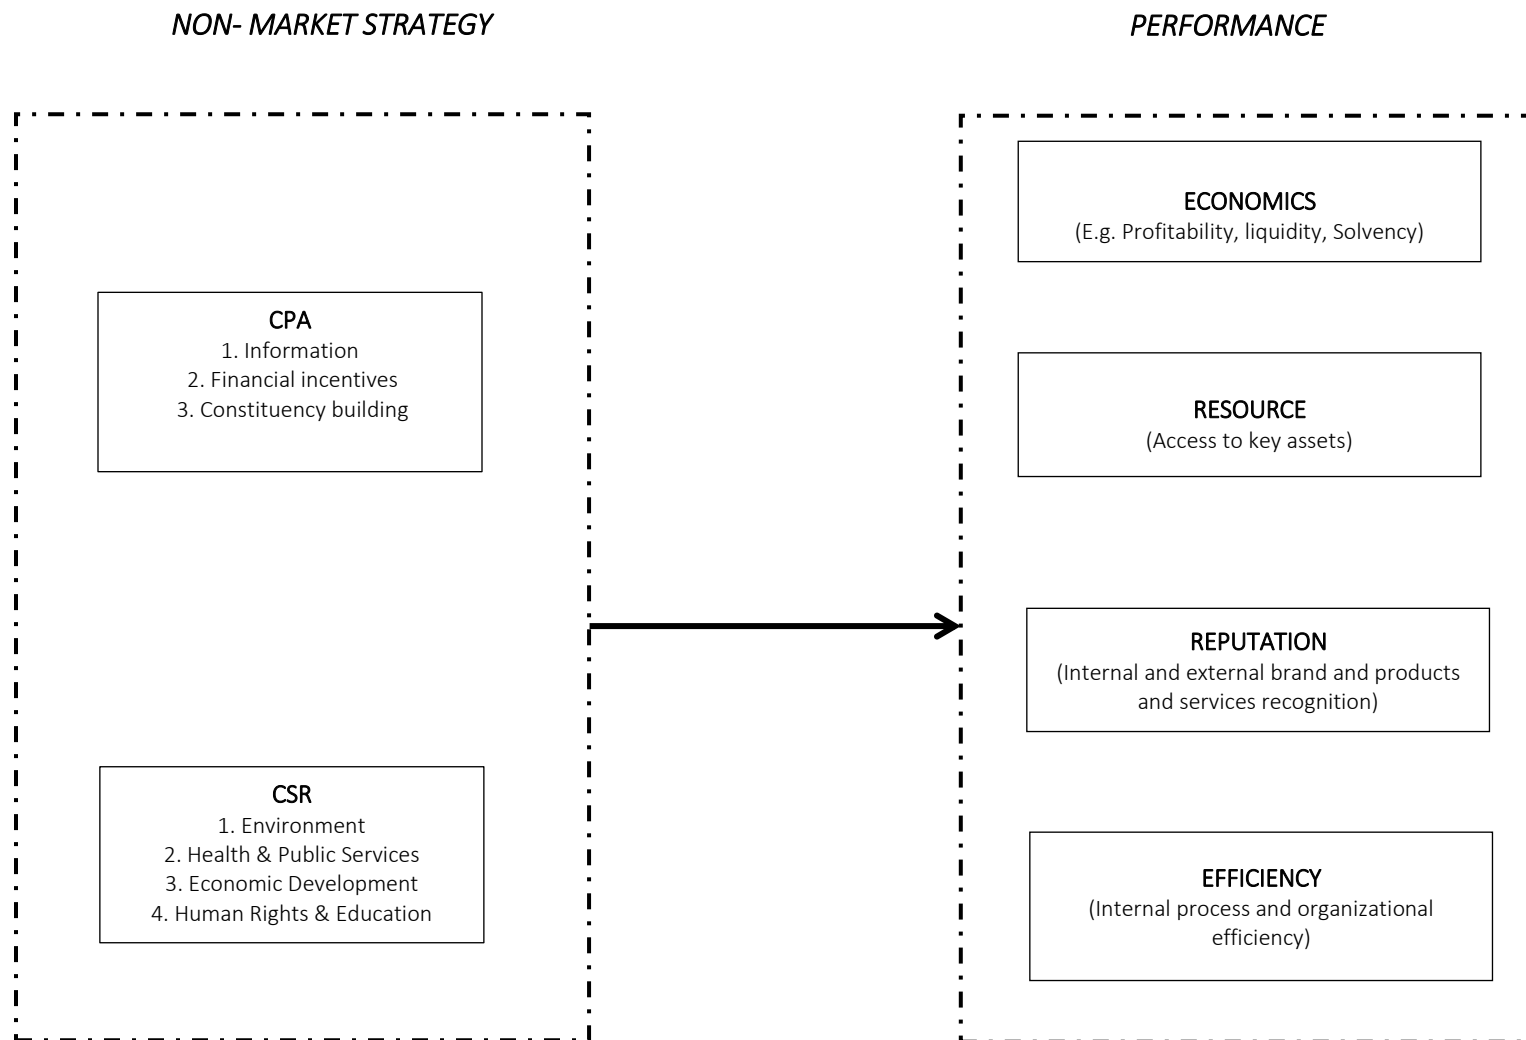 NON- MARKET STRATEGY
PERFORMANCE
CPA
1. Information
2. Financial incentives
3. Constituency building
CSR
1. Environment
2. Health & Public Services
3. Economic Development
4. Human Rights & Education
ECONOMICS
(E.g. Profitability, liquidity, Solvency)
RESOURCE
(Access to key assets)
REPUTATION
(Internal and external brand and products
and services recognition)
EFFICIENCY
(Internal process and organizational
efficiency)